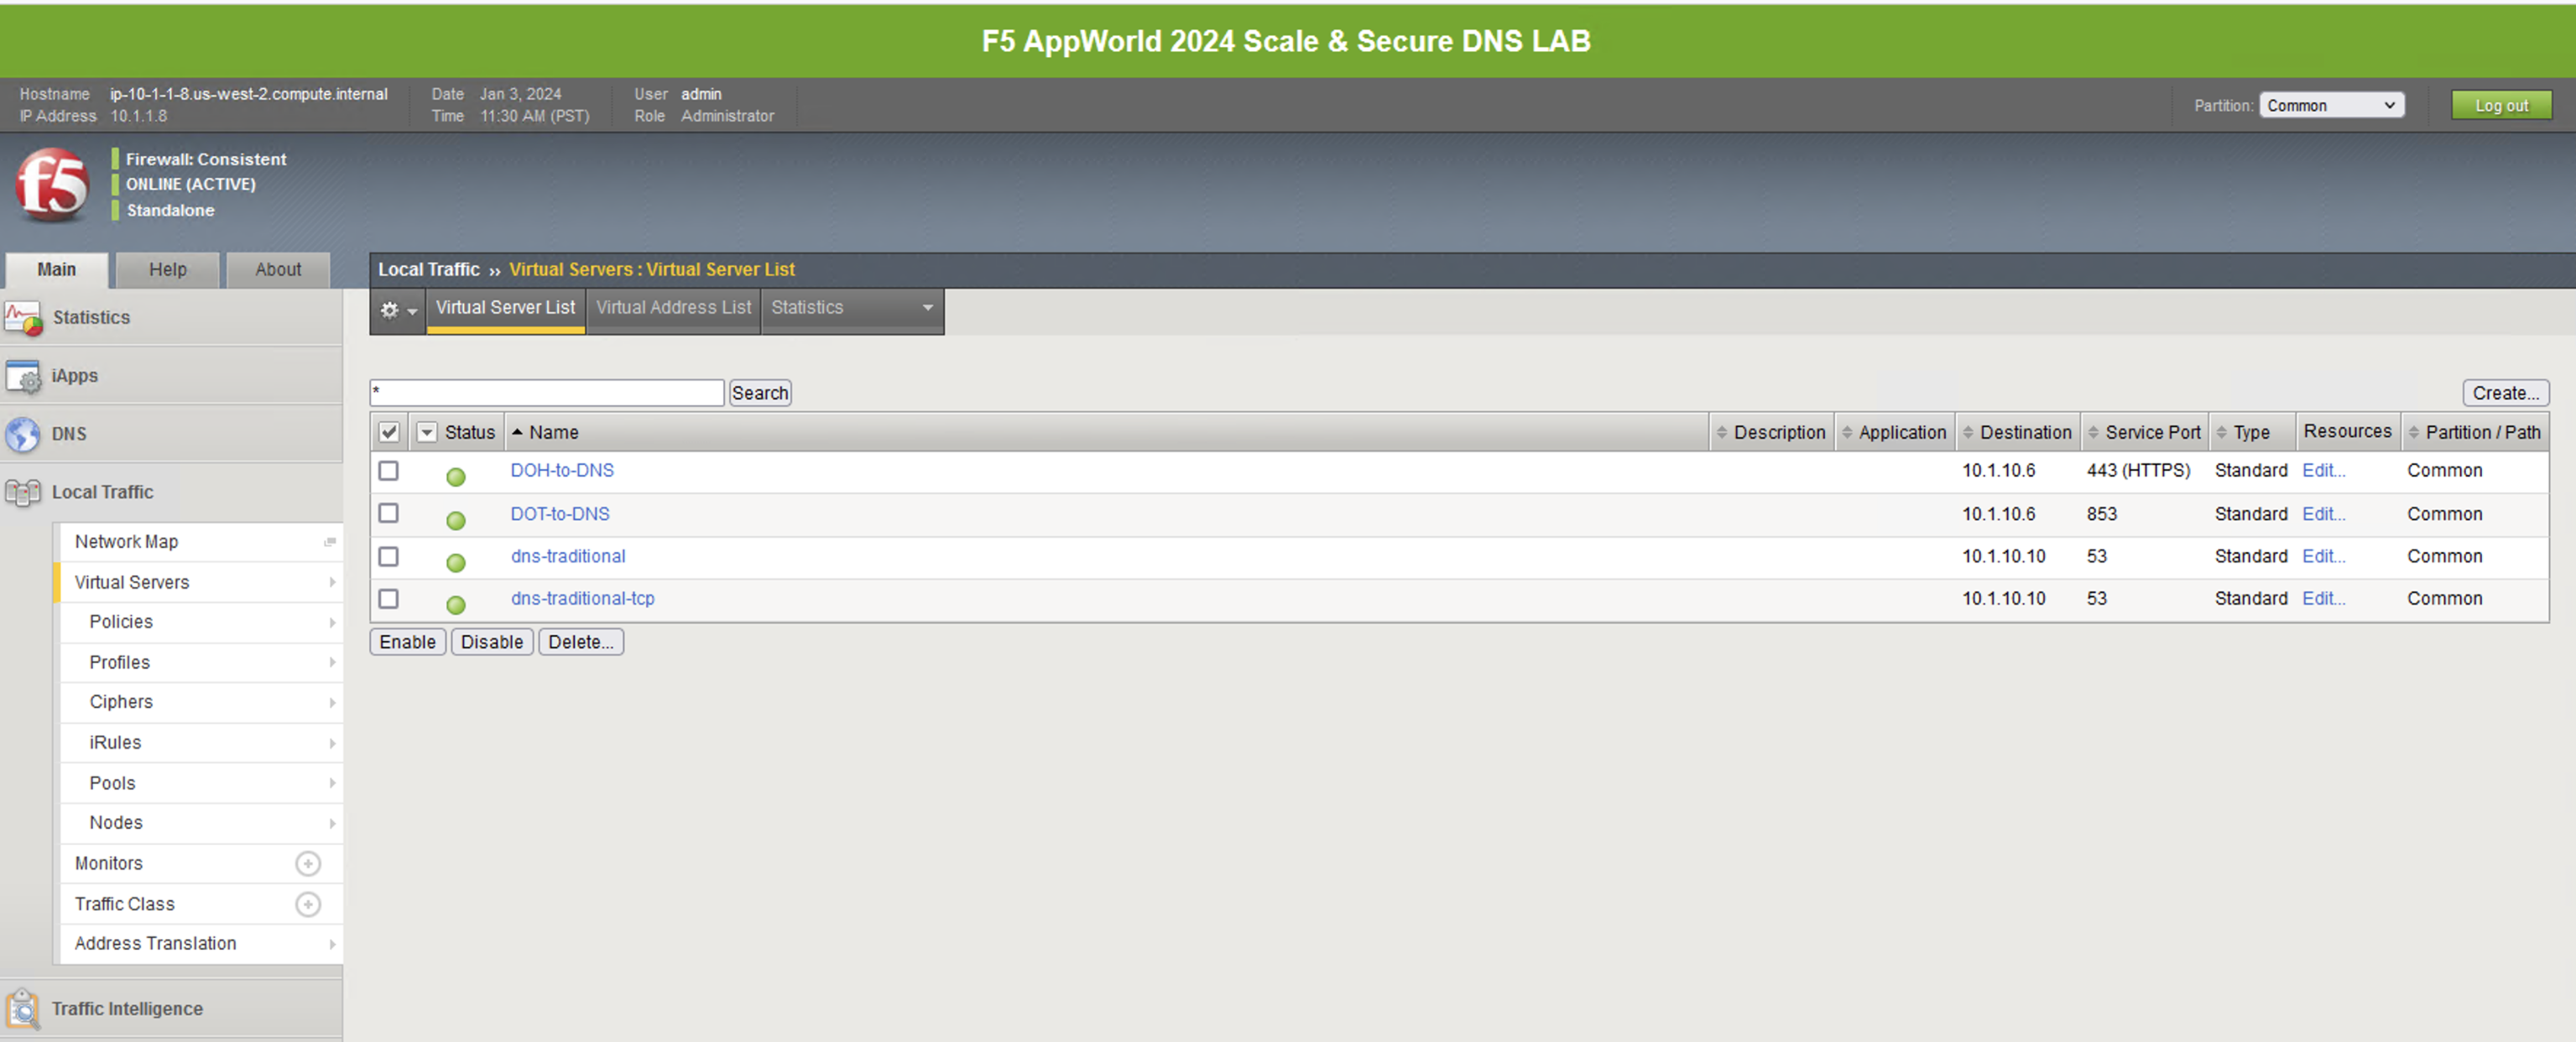 F5 AppWorld 2024 Scale & Secure DNS LAB
Hostname ip-10-1-1-8.us-west-2.compute.internal Date Jan 3, 2024 User admin
IP Address 10.1.1.8 Time 11:30 AM (PST) Role Administrator
Partition: Common Log out
f5
Firewall: Consistent
ONLINE (ACTIVE)
Standalone
Main Help About
Local Traffic ›› Virtual Servers : Virtual Server List
Virtual Server List Virtual Address List Statistics
Statistics
iApps
DNS
Local Traffic
Network Map
Virtual Servers
Policies
Profiles
Ciphers
iRules
Pools
Nodes
Monitors
Traffic Class
Address Translation
Traffic Intelligence
* Search Create...
Status Name Description Application Destination Service Port Type Resources Partition / Path
DOH-to-DNS 10.1.10.6 443 (HTTPS) Standard Edit... Common
DOT-to-DNS 10.1.10.6 853 Standard Edit... Common
dns-traditional 10.1.10.10 53 Standard Edit... Common
dns-traditional-tcp 10.1.10.10 53 Standard Edit... Common
Enable Disable Delete...